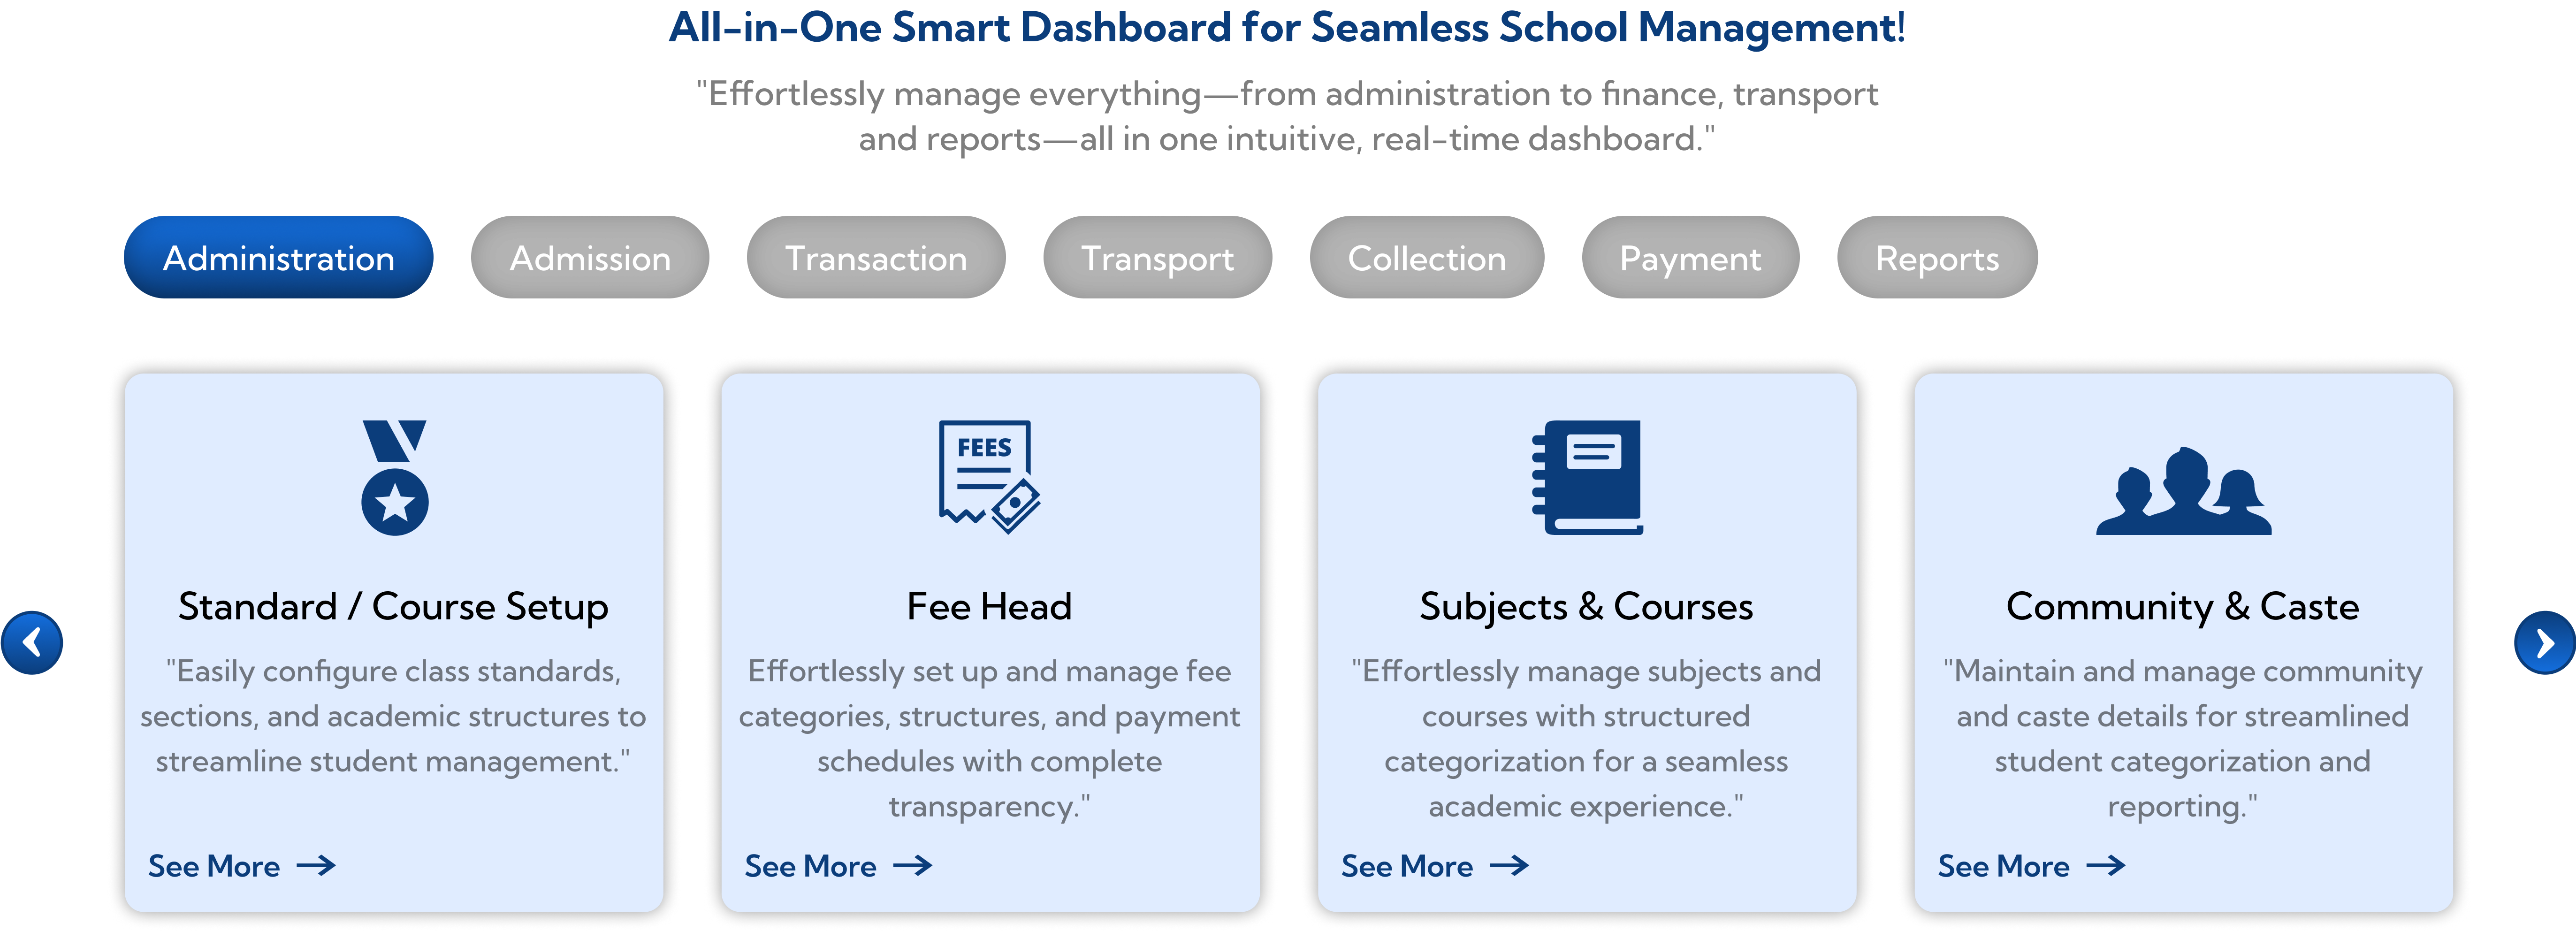 All-in-One Smart Dashboard for Seamless School Management!
"Effortlessly manage everything—from administration to finance, transport
and reports—all in one intuitive, real-time dashboard."
Administration
Admission
Transaction
Transport
Collection
Payment
Reports
Standard / Course Setup
"Easily configure class standards,
sections, and academic structures to
streamline student management."
See More
FEES
Fee Head
Effortlessly set up and manage fee
categories, structures, and payment
schedules with complete
transparency."
See More
Subjects & Courses
"Effortlessly manage subjects and
courses with structured
categorization for a seamless
academic experience."
See More
Community & Caste
"Maintain and manage community
and caste details for streamlined
student categorization and
reporting."
See More